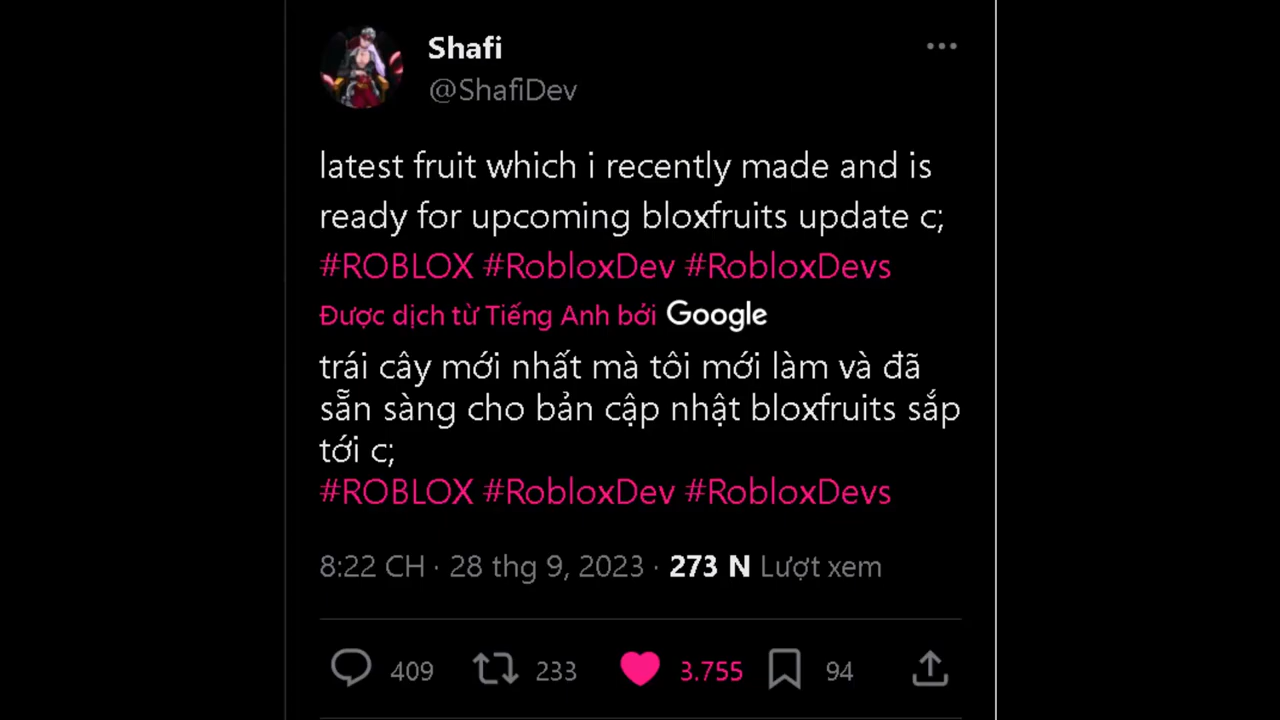 Shafi
@ShafiDev
latest fruit which i recently made and is
ready for upcoming bloxfruits update c;
#ROBLOX #RobloxDev #RobloxDevs
Được dịch từ Tiếng Anh bởi Google
trái cây mới nhất mà tôi mới làm và đã
sẵn sàng cho bản cập nhật bloxfruits sắp
tới c;
#ROBLOX #RobloxDev #RobloxDevs
8:22 CH · 28 thg 9, 2023 · 273 N Lượt xem
409 233 3.755 94